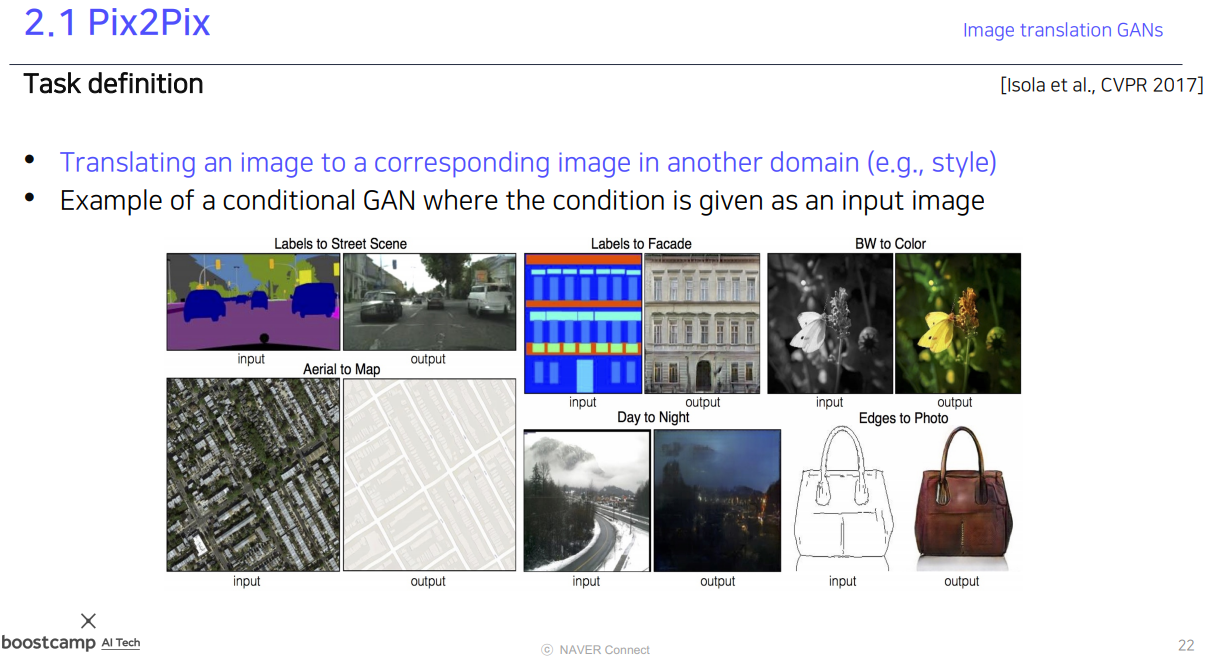 2.1 Pix2Pix
Image translation GANs
Task definition
[Isola et al., CVPR 2017]
• Translating an image to a corresponding image in another domain (e.g., style)
• Example of a conditional GAN where the condition is given as an input image
Labels to Street Scene
input
output
Aerial to Map
input
output
Labels to Facade
input
output
BW to Color
input
output
Day to Night
input
output
Edges to Photo
input
output
boostcamp AI Tech
ⓒ NAVER Connect
22